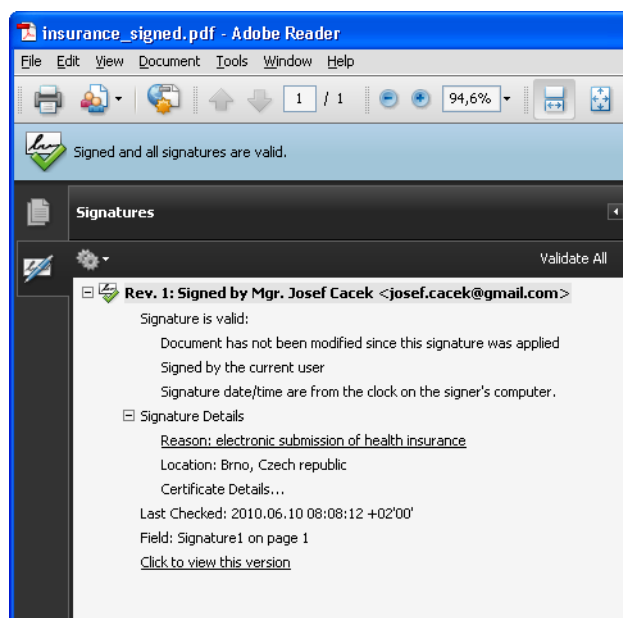 insurance_signed.pdf - Adobe Reader
File Edit View Document Tools Window Help
1 / 1 94,6%
Signed and all signatures are valid.
Signatures
Validate All
Rev. 1: Signed by Mgr. Josef Cacek <josef.cacek@gmail.com>
Signature is valid:
Document has not been modified since this signature was applied
Signed by the current user
Signature date/time are from the clock on the signer's computer.
Signature Details
Reason: electronic submission of health insurance
Location: Brno, Czech republic
Certificate Details...
Last Checked: 2010.06.10 08:08:12 +02'00'
Field: Signature1 on page 1
Click to view this version